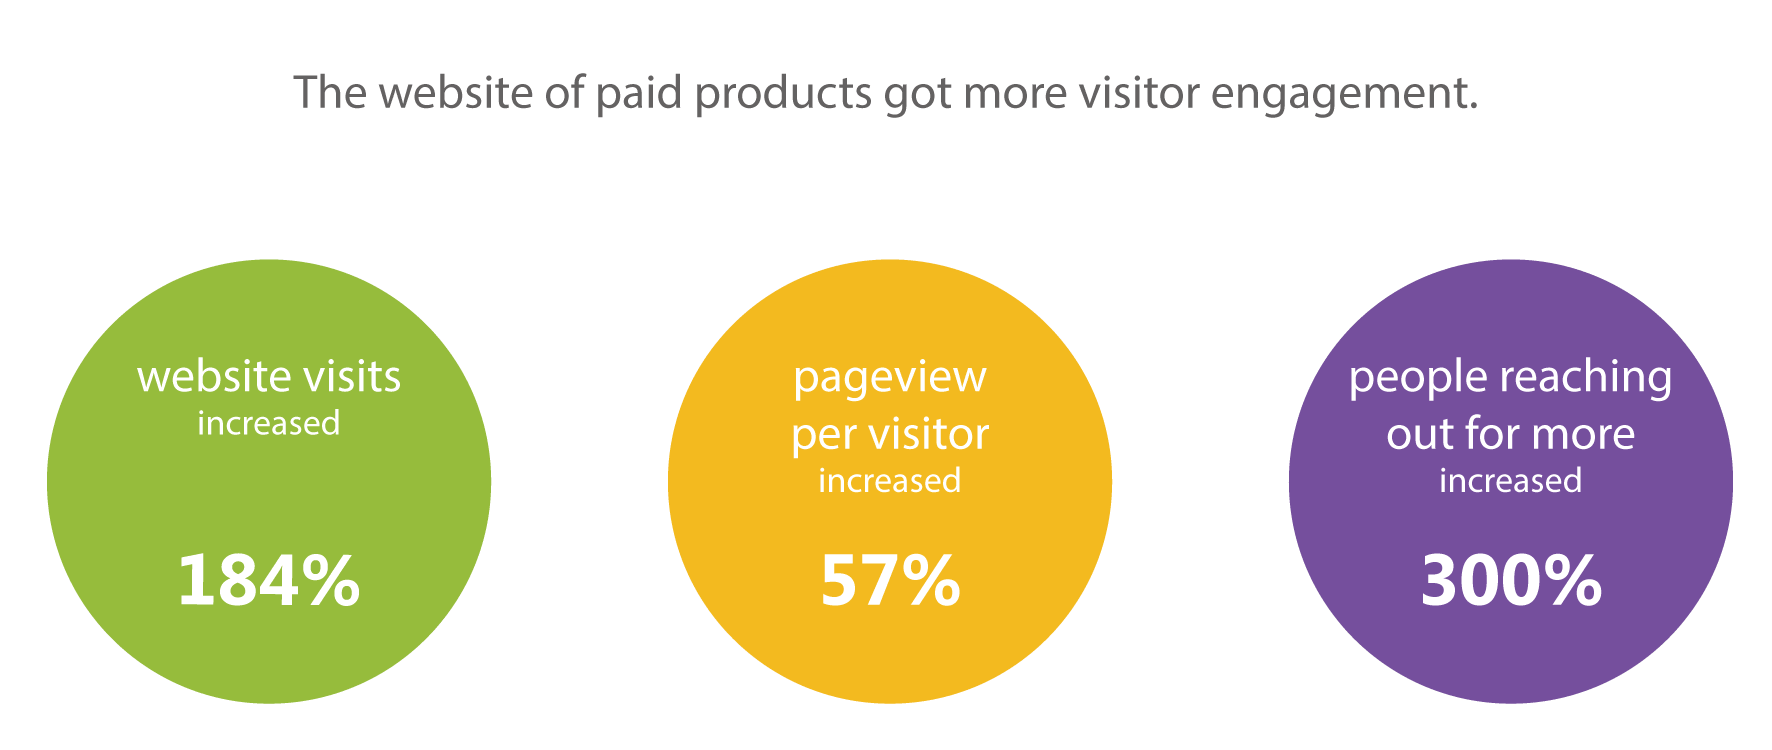 The website of paid products got more visitor engagement.
website visits
increased
184%
pageview
per visitor
increased
57%
people reaching
out for more
increased
300%